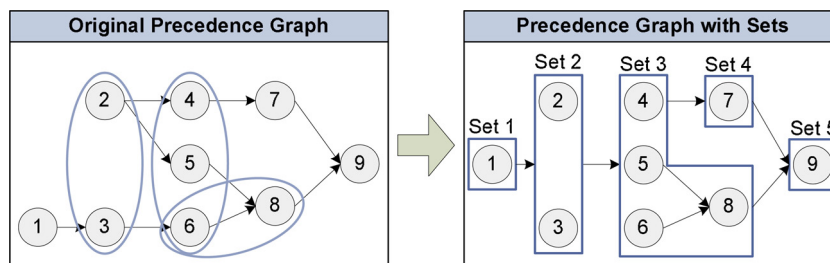 Original Precedence Graph
2 4 7
5 9
8
1 3 6
Precedence Graph with Sets
Set 2 Set 3 Set 4
2 4 7
Set 1 Set 5
1 5 9
8
3 6